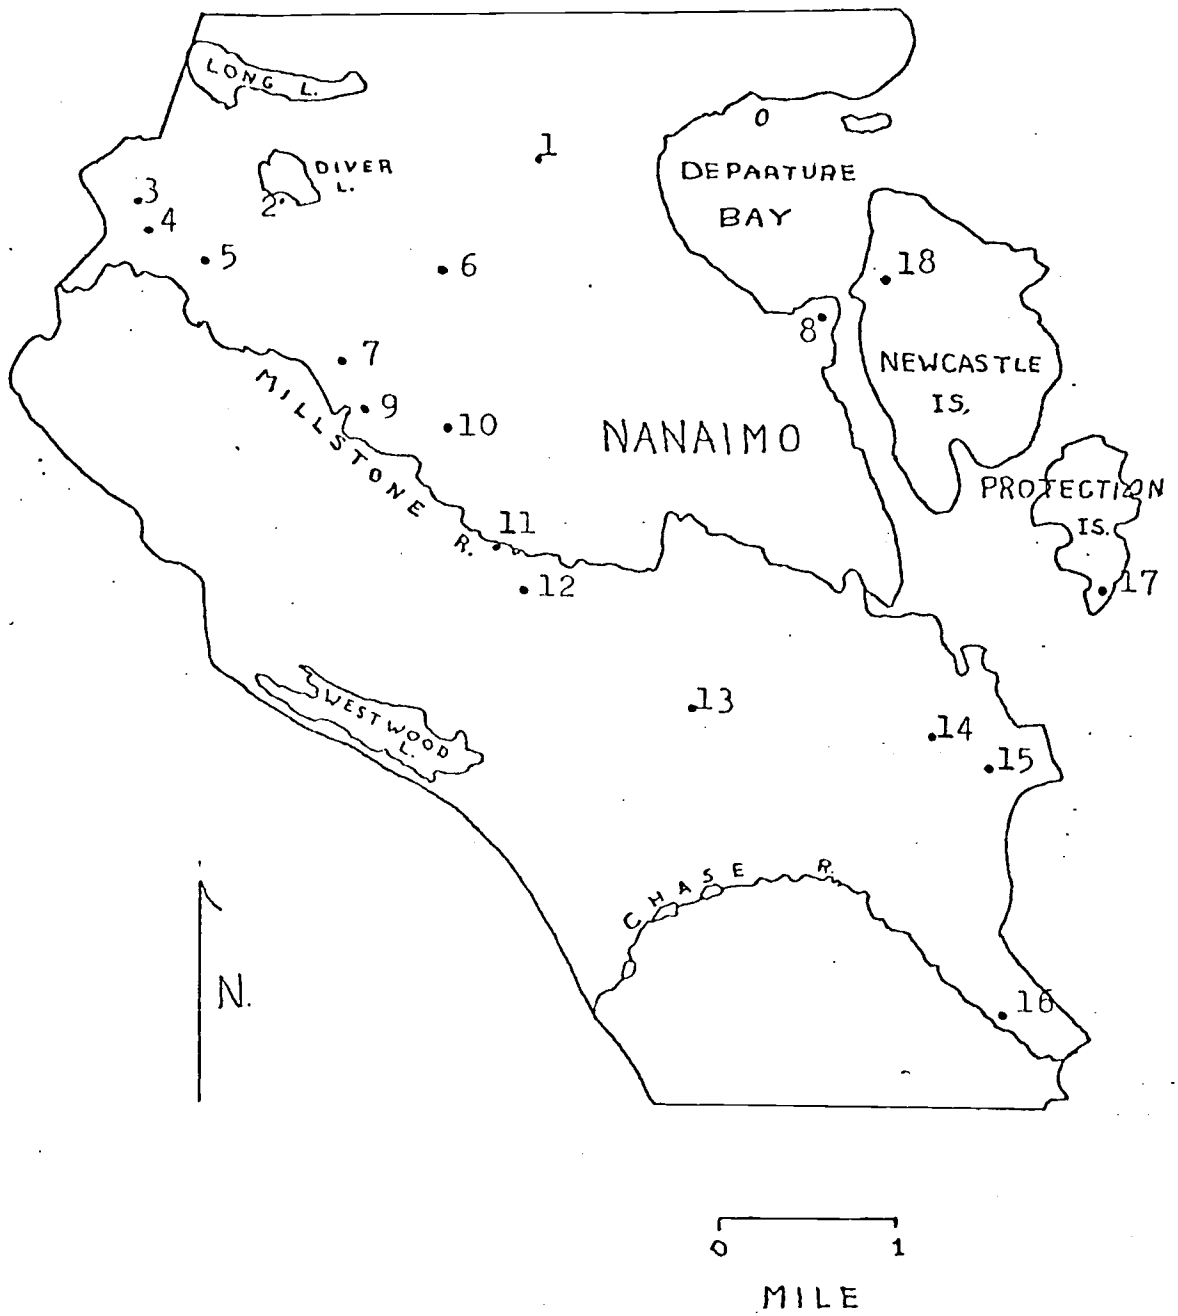 LONG L.
O
1
DIVER
L.
DEPARTURE
BAY
2
3
4
5
6
18
8
7
NEWCASTLE
IS,
9
10
MILLSTONE R.
NANAIMO
PROTECTION
IS.
11
12
17
WESTWOOD
L.
13
14
15
CHASE R.
16
N.
0 1
MILE